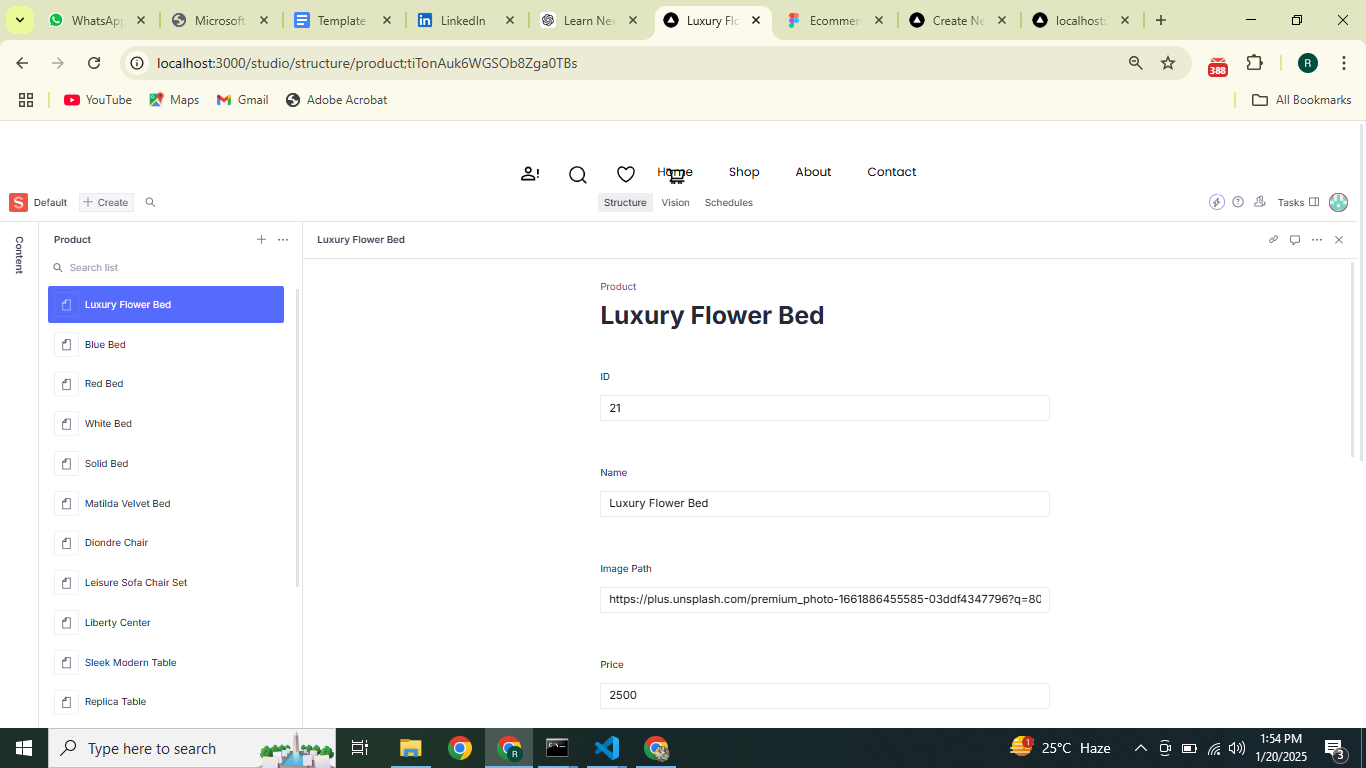 WhatsApp
Microsoft
Template
LinkedIn
Learn Nex
Luxury Flo
Ecommer
Create Ne
localhost:
localhost:3000/studio/structure/product;tiTonAuk6WGSOb8Zga0TBs
388
R
YouTube
Maps
Gmail
Adobe Acrobat
All Bookmarks
Home
Shop
About
Contact
S
Default
Create
Structure
Vision
Schedules
Tasks
Content
Product
Luxury Flower Bed
Search list
Luxury Flower Bed
Blue Bed
Red Bed
White Bed
Solid Bed
Matilda Velvet Bed
Diondre Chair
Leisure Sofa Chair Set
Liberty Center
Sleek Modern Table
Replica Table
Product
Luxury Flower Bed
ID
21
Name
Luxury Flower Bed
Image Path
https://plus.unsplash.com/premium_photo-1661886455585-03ddf4347796?q=80
Price
2500
Type here to search
R
1
25°C Haze
1:54 PM
1/20/2025
3